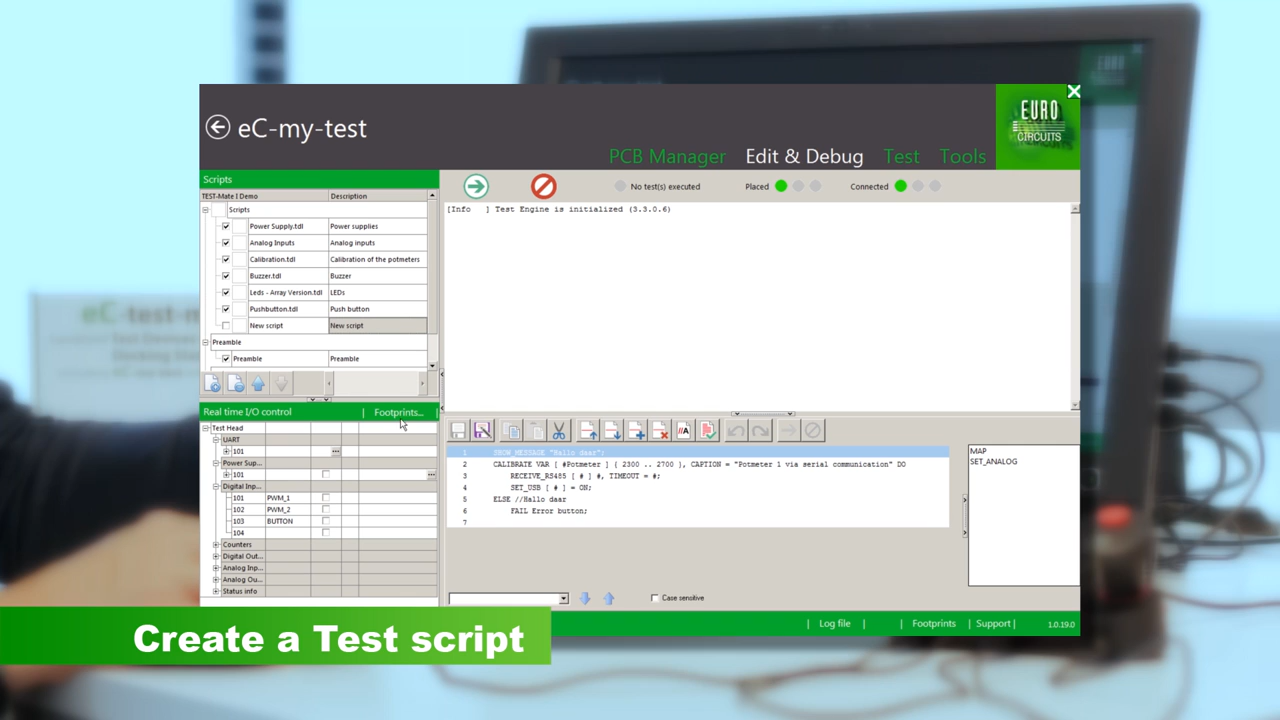 eC-my-test
EURO
CIRCUITS
PCB Manager Edit & Debug Test Tools
Scripts
No test(s) executed Placed Connected
TEST-Mate I Demo Description
Scripts
Power Supply.tdl Power supplies
Analog Inputs Analog inputs
Calibration.tdl Calibration of the potmeters
Buzzer.tdl Buzzer
Leds - Array Version.tdl LEDs
Pushbutton.tdl Push button
New script New script
Preamble
Preamble Preamble
[Info ] Test Engine is initialized (3.3.0.6)
Real time I/O control | Footprints... |
Test Head
UART
101 ...
Power Sup...
101 ...
Digital Inp...
101 PWM_1
102 PWM_2
103 BUTTON
104
Counters
Digital Out...
Analog Inp...
Analog Ou...
Status info
//A
1 SHOW_MESSAGE "Hallo daar";
2 CALIBRATE VAR [ #Potmeter ] ( 2300 .. 2700 ), CAPTION = "Potmeter 1 via serial communication" DO
3 RECEIVE_RS485 [ # ] #, TIMEOUT = #;
4 SET_USB [ # ] = ON;
5 ELSE //Hallo daar
6 FAIL Error button;
7
MAP
SET_ANALOG
Case sensitive
| Log file | | Footprints | Support | 1.0.19.0
Create a Test script